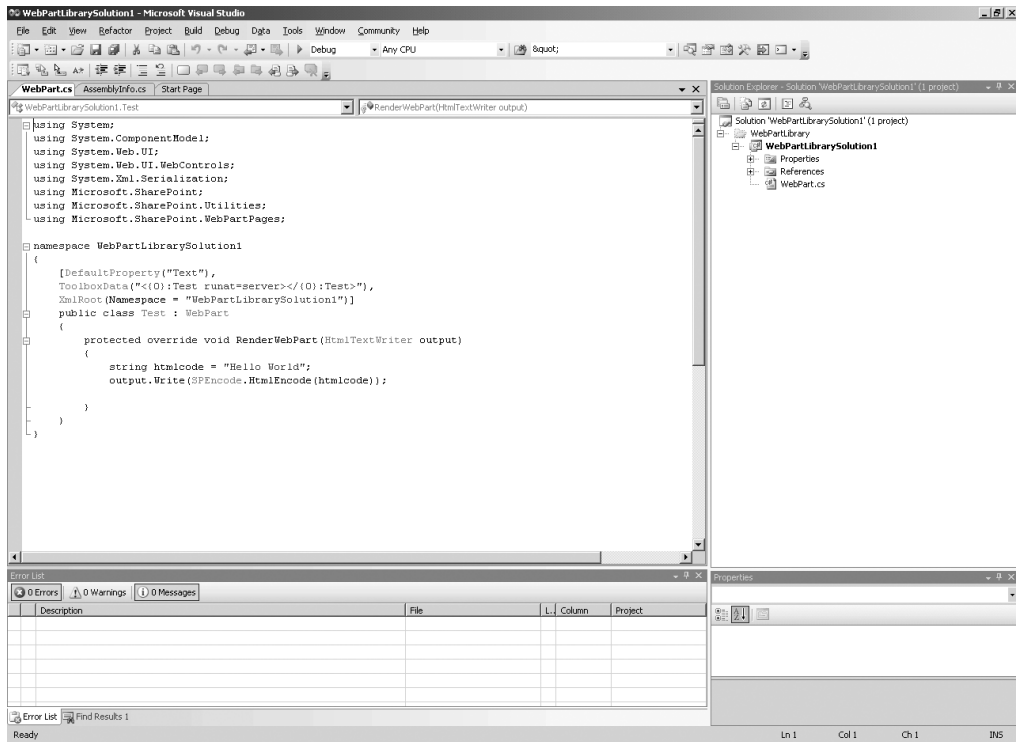 WebPartLibrarySolution1 - Microsoft Visual Studio
File Edit View Refactor Project Build Debug Data Tools Window Community Help
Debug Any CPU &quot;
WebPart.cs AssemblyInfo.cs Start Page
WebPartLibrarySolution1.Test RenderWebPart(HtmlTextWriter output)
using System;
using System.ComponentModel;
using System.Web.UI;
using System.Web.UI.WebControls;
using System.Xml.Serialization;
using Microsoft.SharePoint;
using Microsoft.SharePoint.Utilities;
using Microsoft.SharePoint.WebPartPages;
namespace WebPartLibrarySolution1
{
[DefaultProperty("Text"),
ToolboxData("<{0}:Test runat=server></{0}:Test>"),
XmlRoot(Namespace = "WebPartLibrarySolution1")]
public class Test : WebPart
{
protected override void RenderWebPart(HtmlTextWriter output)
{
string htmlcode = "Hello World";
output.Write(SPEncode.HtmlEncode(htmlcode));
}
}
}
Solution Explorer - Solution 'WebPartLibrarySolution1' (1 project)
Solution 'WebPartLibrarySolution1' (1 project)
WebPartLibrary
WebPartLibrarySolution1
Properties
References
WebPart.cs
Error List
0 Errors 0 Warnings 0 Messages
Description File L.. Column Project
Properties
Error List Find Results 1
Ready Ln 1 Col 1 Ch 1 INS